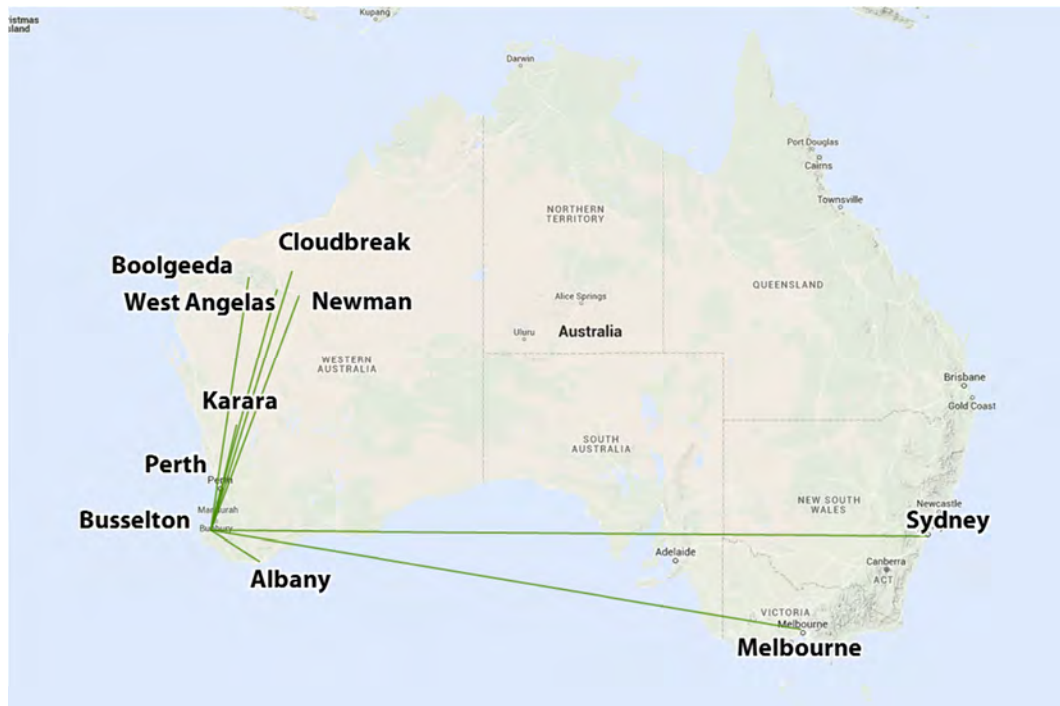 ristmas
sland
Kupang
Darwin
Port Douglas
Cairns
Townsville
NORTHERN
TERRITORY
Cloudbreak
Boolgeeda
West Angelas
Newman
QUEENSLAND
Alice Springs
Uluru
Australia
WESTERN
AUSTRALIA
Brisbane
Gold Coast
Karara
SOUTH
AUSTRALIA
Perth
Perth
NEW SOUTH
WALES
Newcastle
Mandurah
Busselton
Bunbury
Sydney
Adelaide
Canberra
ACT
Albany
VICTORIA
Melbourne
Melbourne